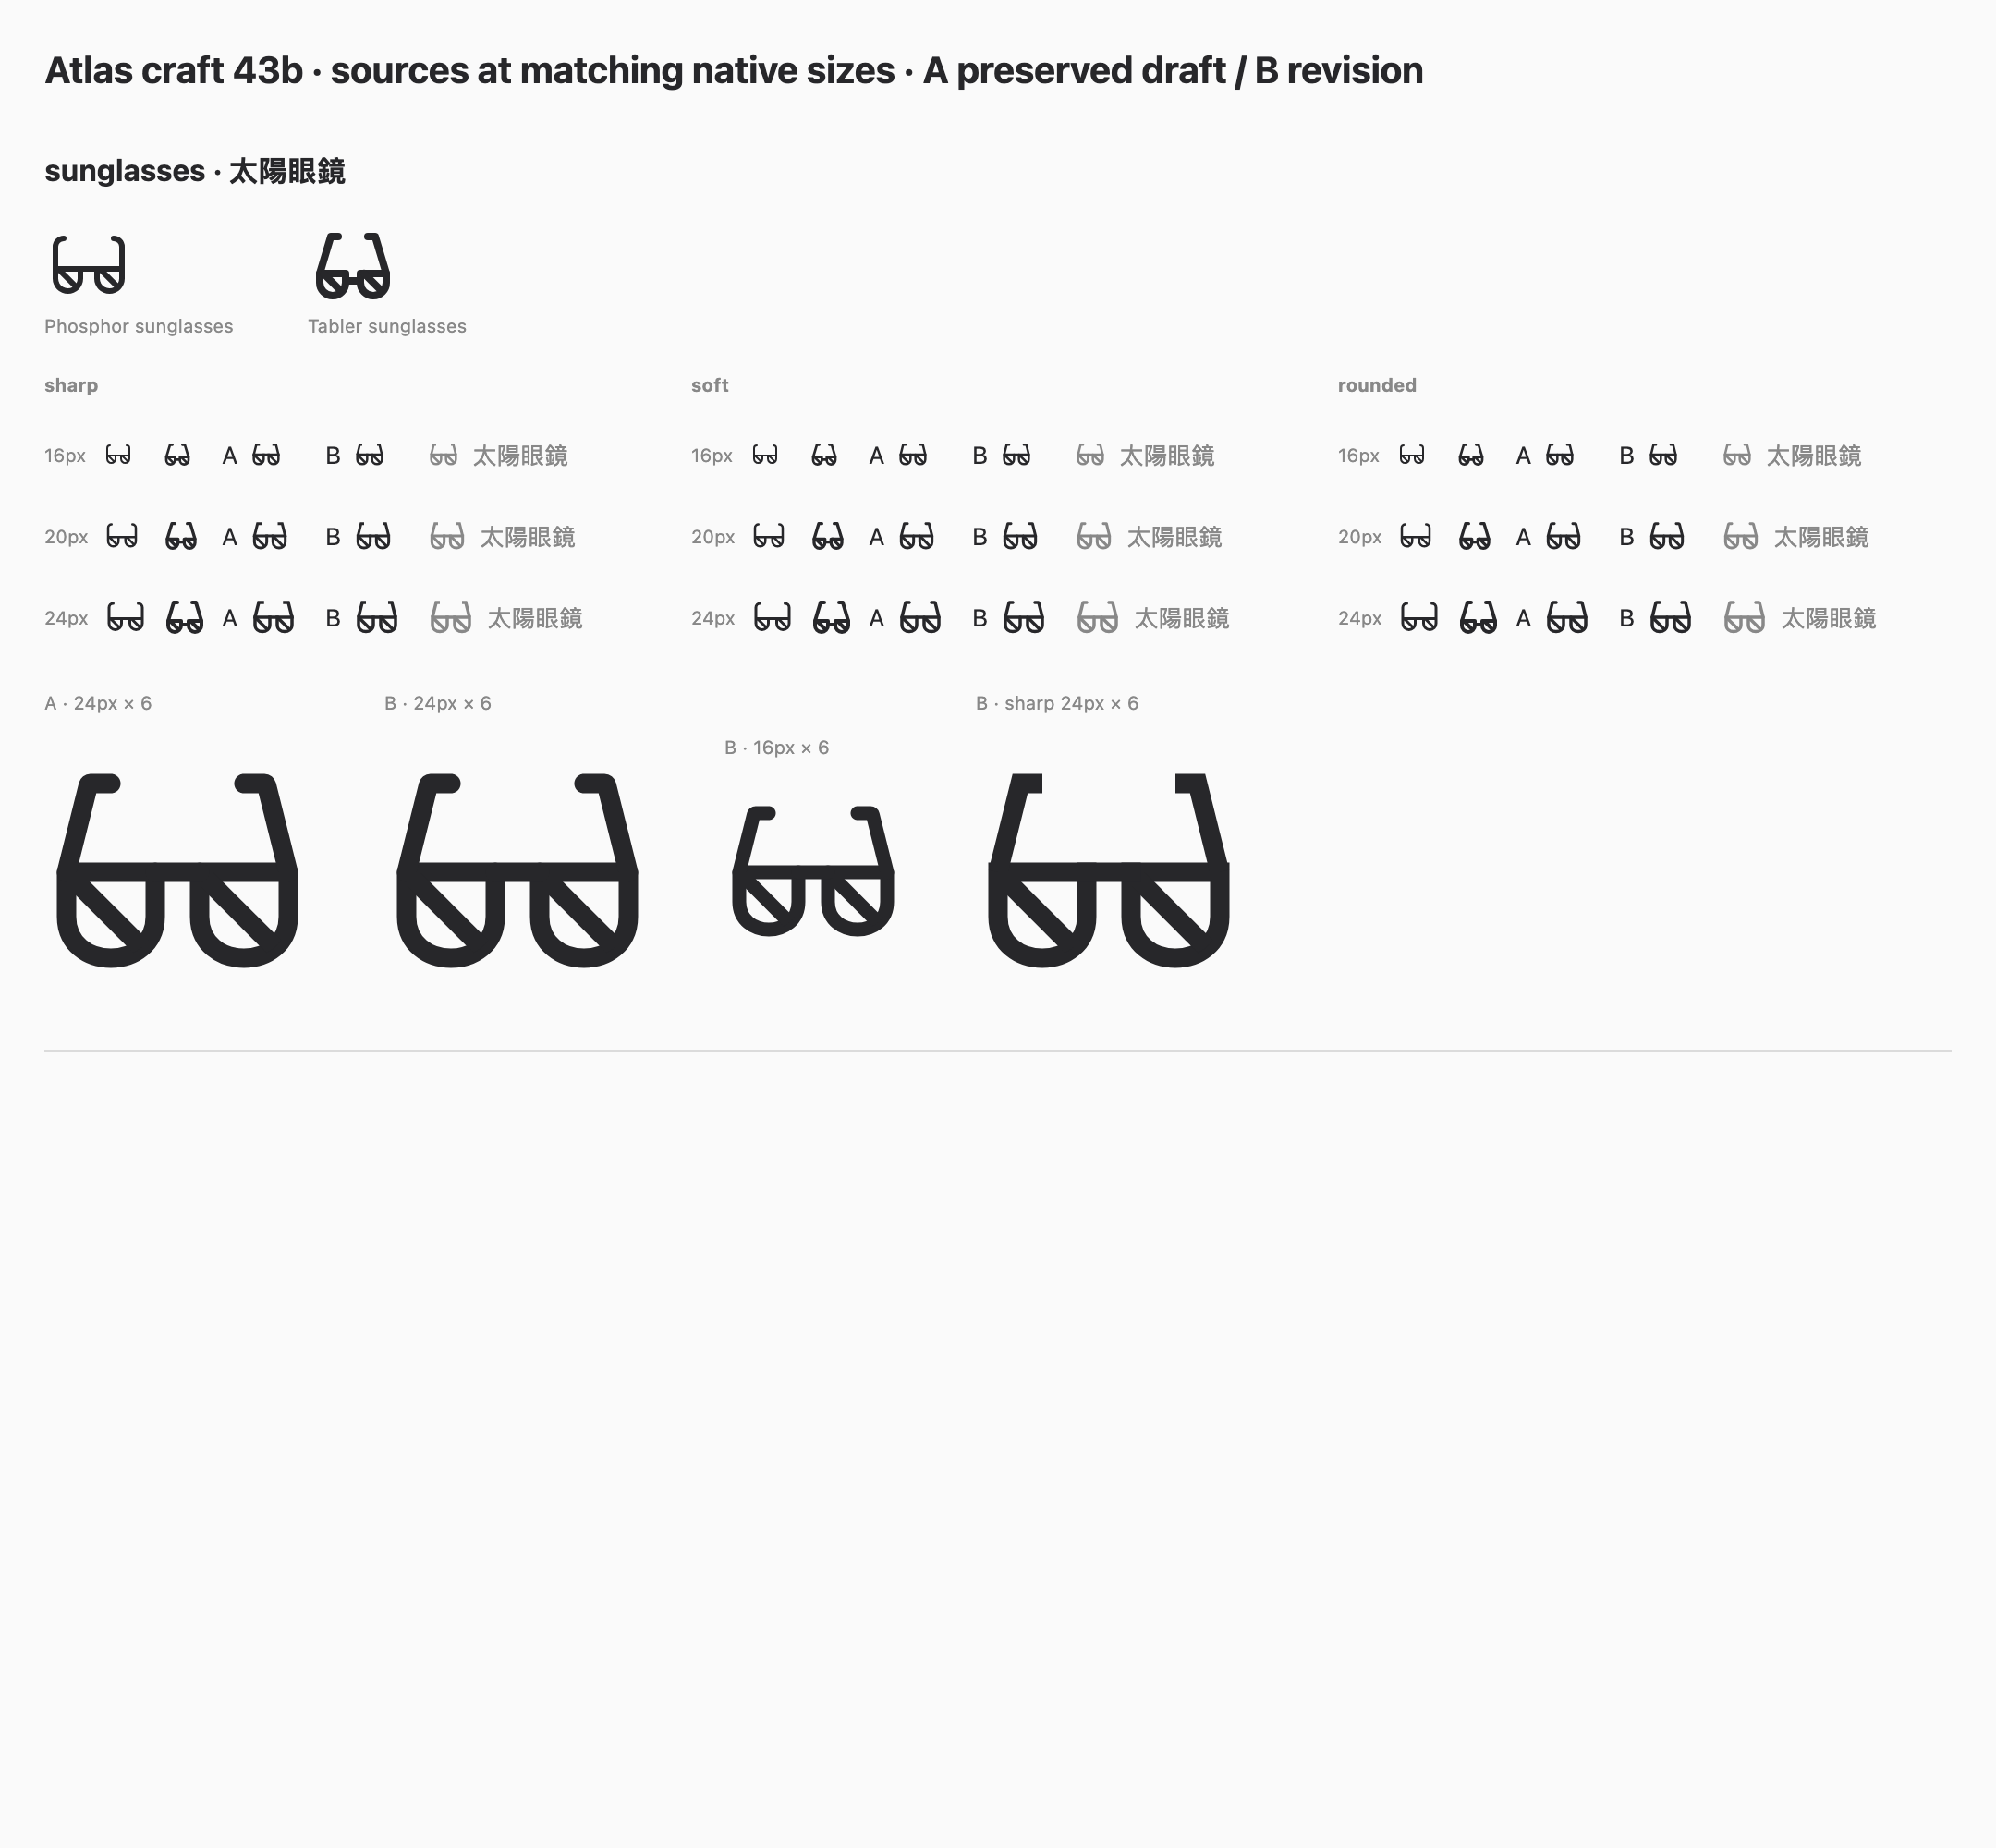 Atlas craft 43b · sources at matching native sizes · A preserved draft / B revision
sunglasses · 太陽眼鏡
Phosphor sunglasses Tabler sunglasses
sharp soft rounded
16px A B 太陽眼鏡 16px A B 太陽眼鏡 16px A B 太陽眼鏡
20px A B 太陽眼鏡 20px A B 太陽眼鏡 20px A B 太陽眼鏡
24px A B 太陽眼鏡 24px A B 太陽眼鏡 24px A B 太陽眼鏡
A · 24px × 6 B · 24px × 6 B · sharp 24px × 6
B · 16px × 6